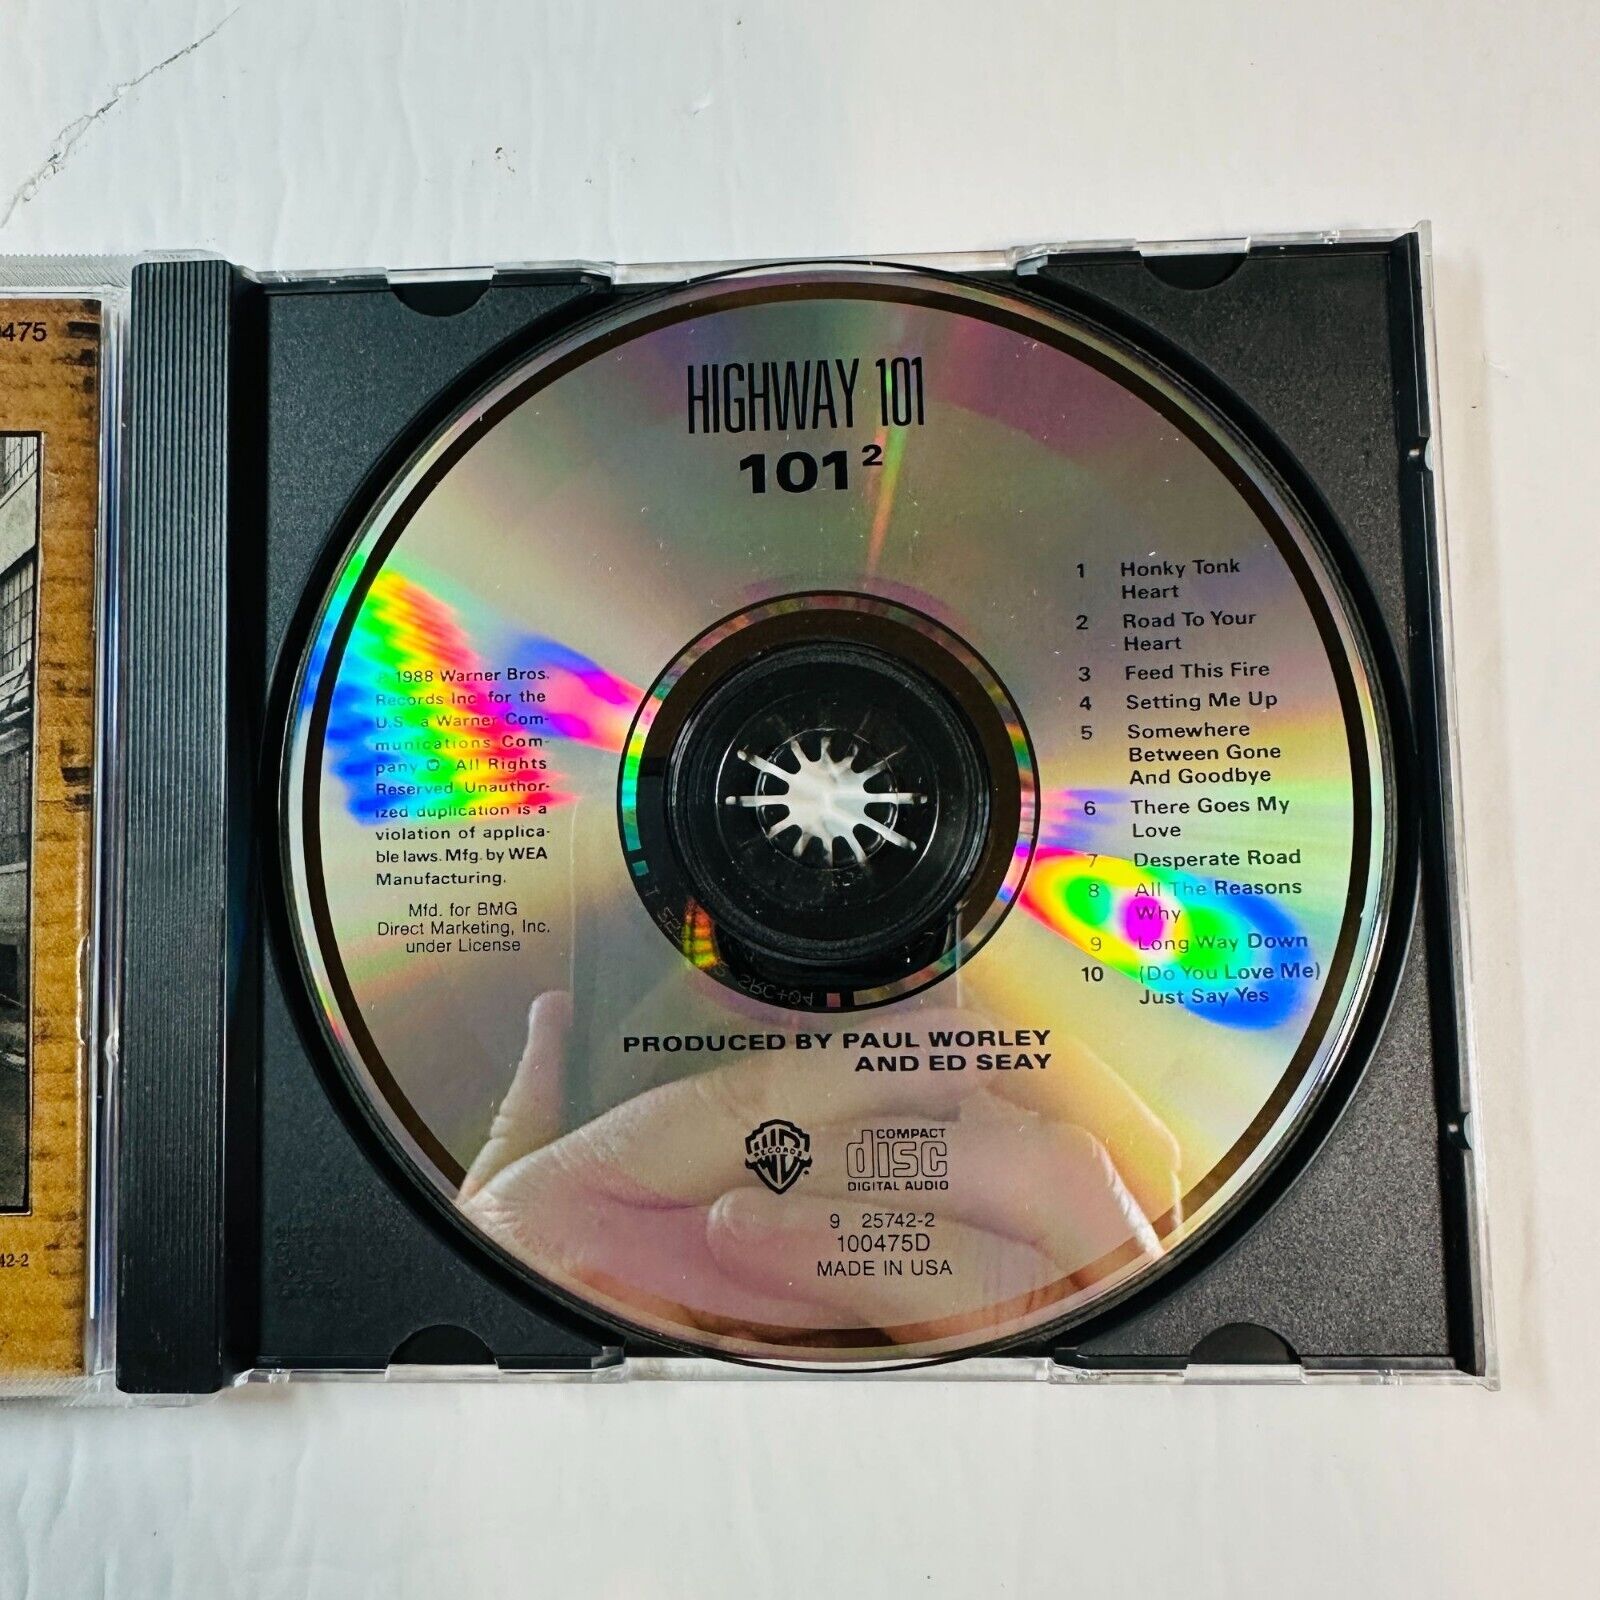 0475
42-2
HIGHWAY 101
101²
1 Honky Tonk
Heart
2 Road To Your
Heart
3 Feed This Fire
4 Setting Me Up
5 Somewhere
Between Gone
And Goodbye
6 There Goes My
Love
7 Desperate Road
8 All The Reasons
Why
9 Long Way Down
10 (Do You Love Me)
Just Say Yes
℗ 1988 Warner Bros.
Records Inc. for the
U.S., a Warner Com-
munications Com-
pany. All Rights
Reserved. Unauthor-
ized duplication is a
violation of applica-
ble laws. Mfg. by WEA
Manufacturing.
Mfd. for BMG
Direct Marketing, Inc.
under License
PRODUCED BY PAUL WORLEY
AND ED SEAY
RECORDS
COMPACT
disc
DIGITAL AUDIO
9 25742-2
100475D
MADE IN USA